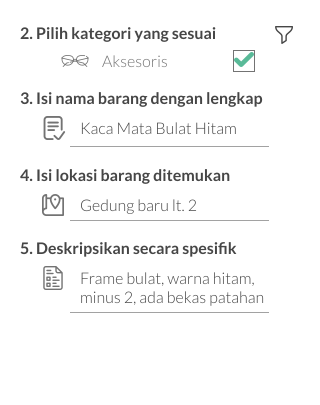 2. Pilih kategori yang sesuai
Aksesoris
3. Isi nama barang dengan lengkap
Kaca Mata Bulat Hitam
4. Isi lokasi barang ditemukan
Gedung baru lt. 2
5. Deskripsikan secara spesifik
Frame bulat, warna hitam,
minus 2, ada bekas patahan